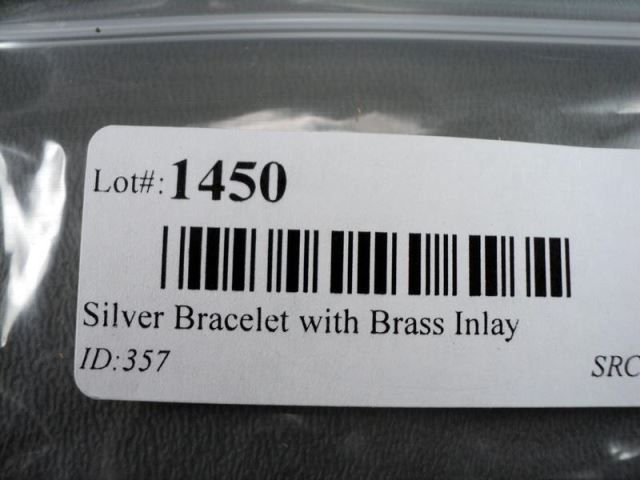 Lot#: 1450
Silver Bracelet with Brass Inlay
ID:357
SRC